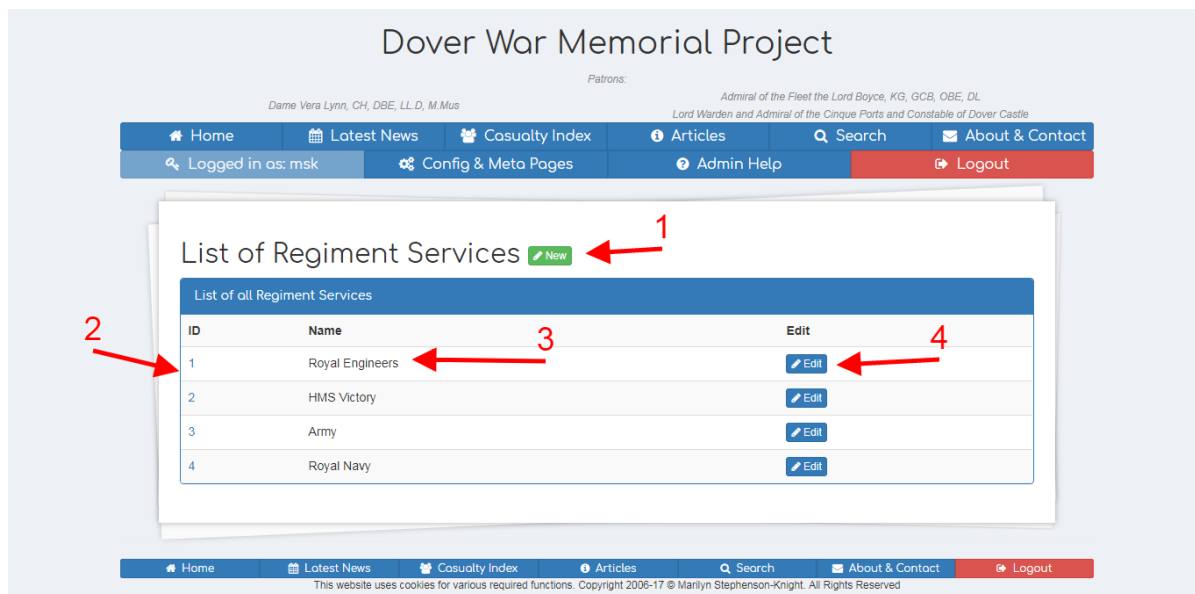 Dover War Memorial Project
Patrons:
Dame Vera Lynn, CH, DBE, LL.D, M.Mus
Admiral of the Fleet the Lord Boyce, KG, GCB, OBE, DL
Lord Warden and Admiral of the Cinque Ports and Constable of Dover Castle
Home Latest News Casualty Index Articles Search About & Contact
Logged in as: msk Config & Meta Pages Admin Help Logout
1
List of Regiment Services New
List of all Regiment Services
2
ID Name Edit
3 4
1 Royal Engineers Edit
2 HMS Victory Edit
3 Army Edit
4 Royal Navy Edit
Home Latest News Casualty Index Articles Search About & Contact Logout
This website uses cookies for various required functions. Copyright 2006-17 © Marilyn Stephenson-Knight. All Rights Reserved